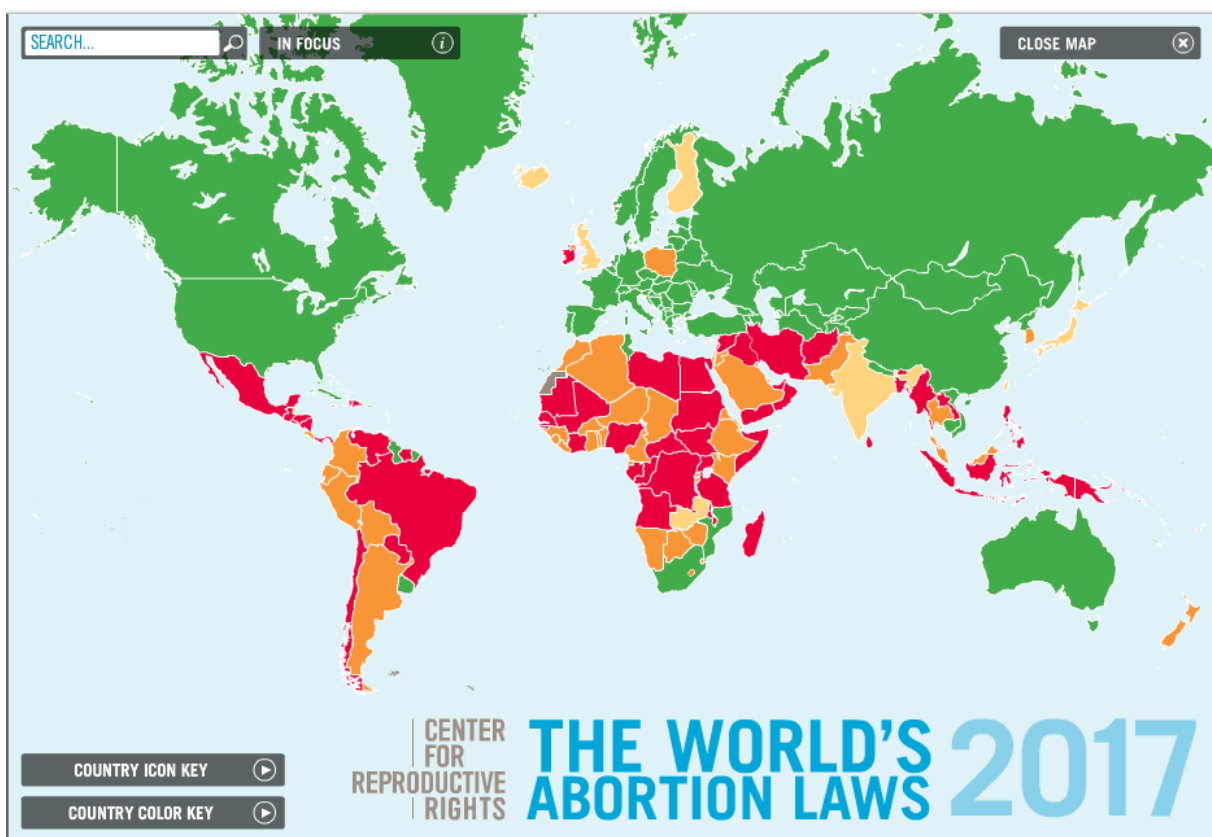 SEARCH...
IN FOCUS
i
CLOSE MAP
CENTER
FOR
REPRODUCTIVE
RIGHTS
THE WORLD'S
ABORTION LAWS
2017
COUNTRY ICON KEY
COUNTRY COLOR KEY